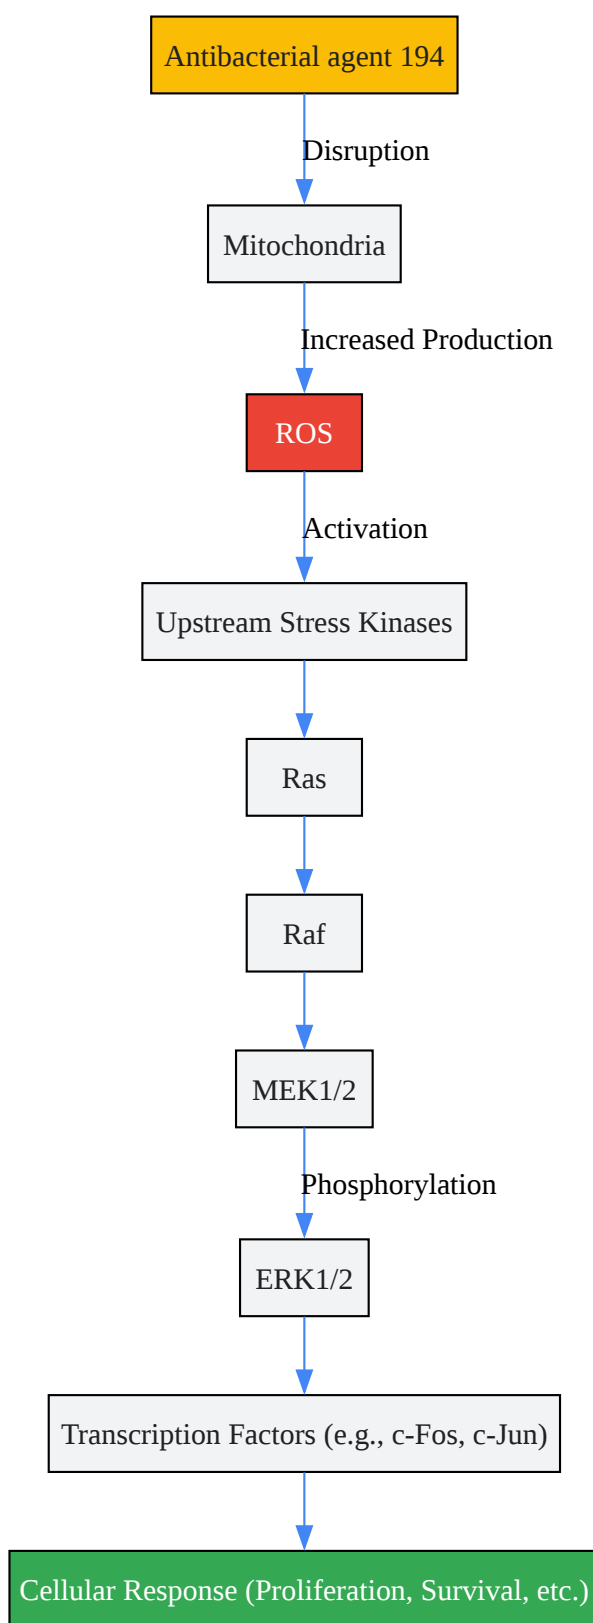 Antibacterial agent 194
Disruption
Mitochondria
Increased Production
ROS
Activation
Upstream Stress Kinases
Ras
Raf
MEK1/2
Phosphorylation
ERK1/2
Transcription Factors (e.g., c-Fos, c-Jun)
Cellular Response (Proliferation, Survival, etc.)